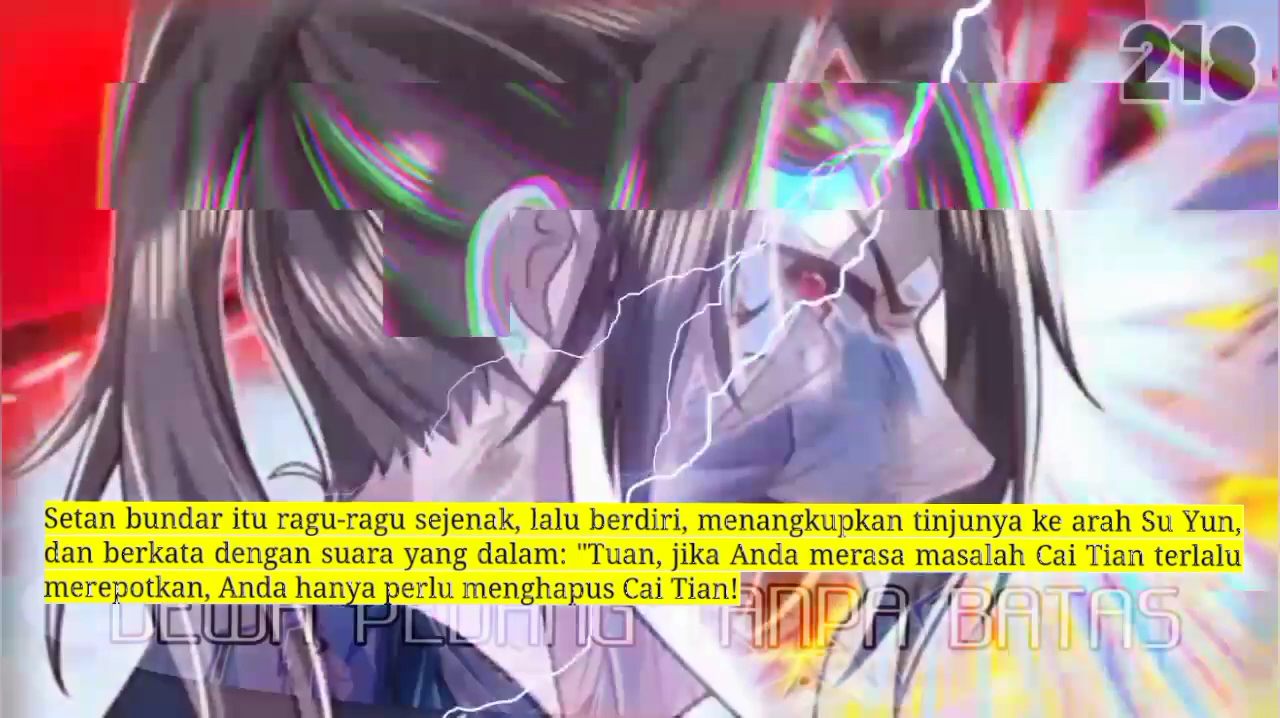 218
Setan bundar itu ragu-ragu sejenak, lalu berdiri, menangkupkan tinjunya ke arah Su Yun,
dan berkata dengan suara yang dalam: "Tuan, jika Anda merasa masalah Cai Tian terlalu
merepotkan, Anda hanya perlu menghapus Cai Tian!
DEWA PEDANG TANPA BATAS